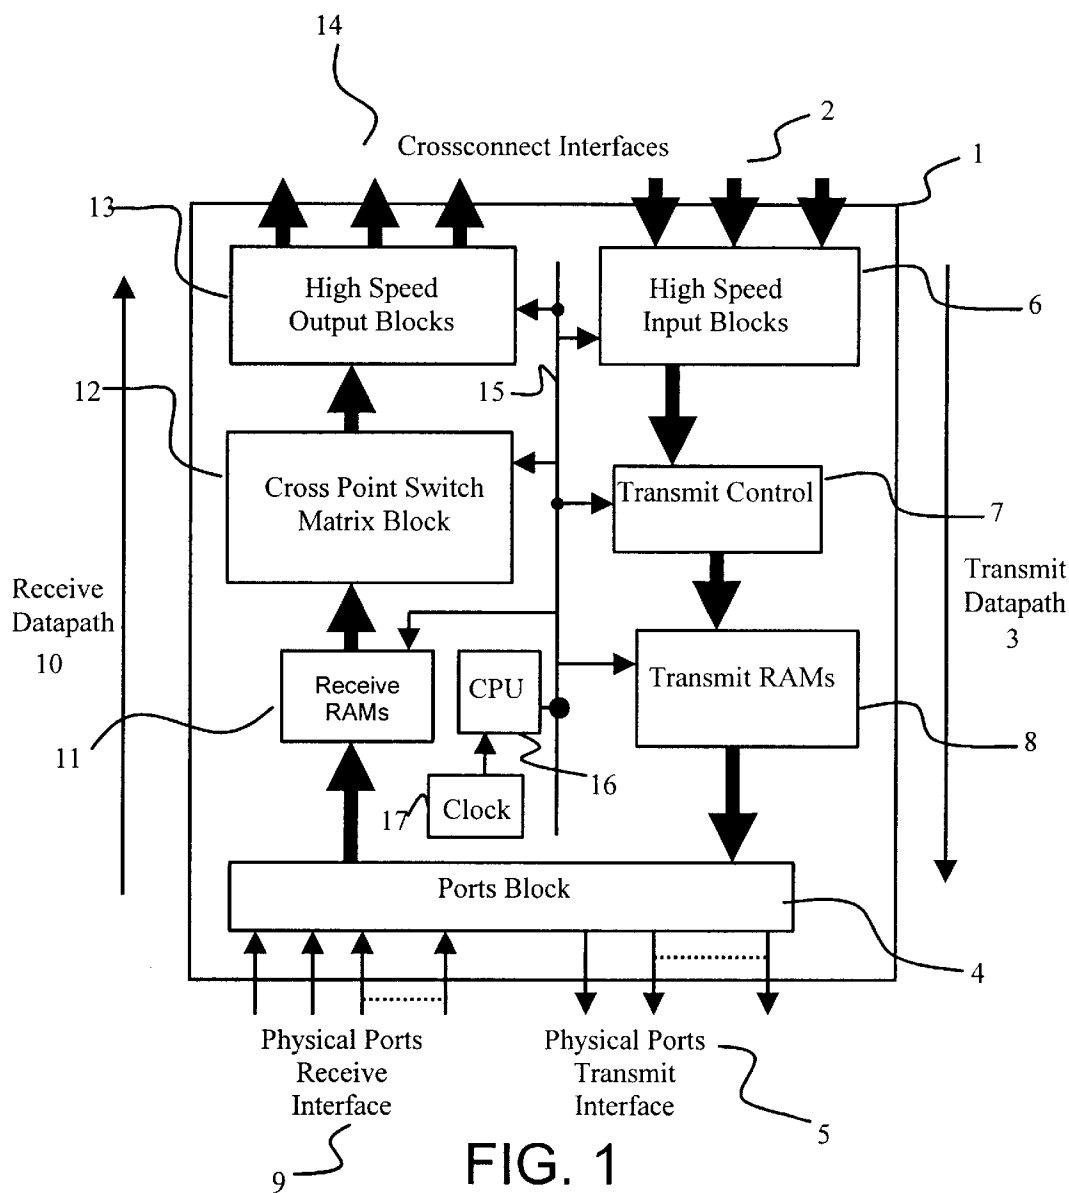 14
2
Crossconnect Interfaces
1
13
High Speed
Output Blocks
High Speed
Input Blocks
6
12
15
Cross Point Switch
Matrix Block
Transmit Control
7
Receive
Datapath
10
Transmit
Datapath
3
Receive
RAMs
CPU
Transmit RAMs
11
16
8
17
Clock
Ports Block
4
Physical Ports
Receive
Interface
Physical Ports
Transmit
Interface
9
5
FIG. 1